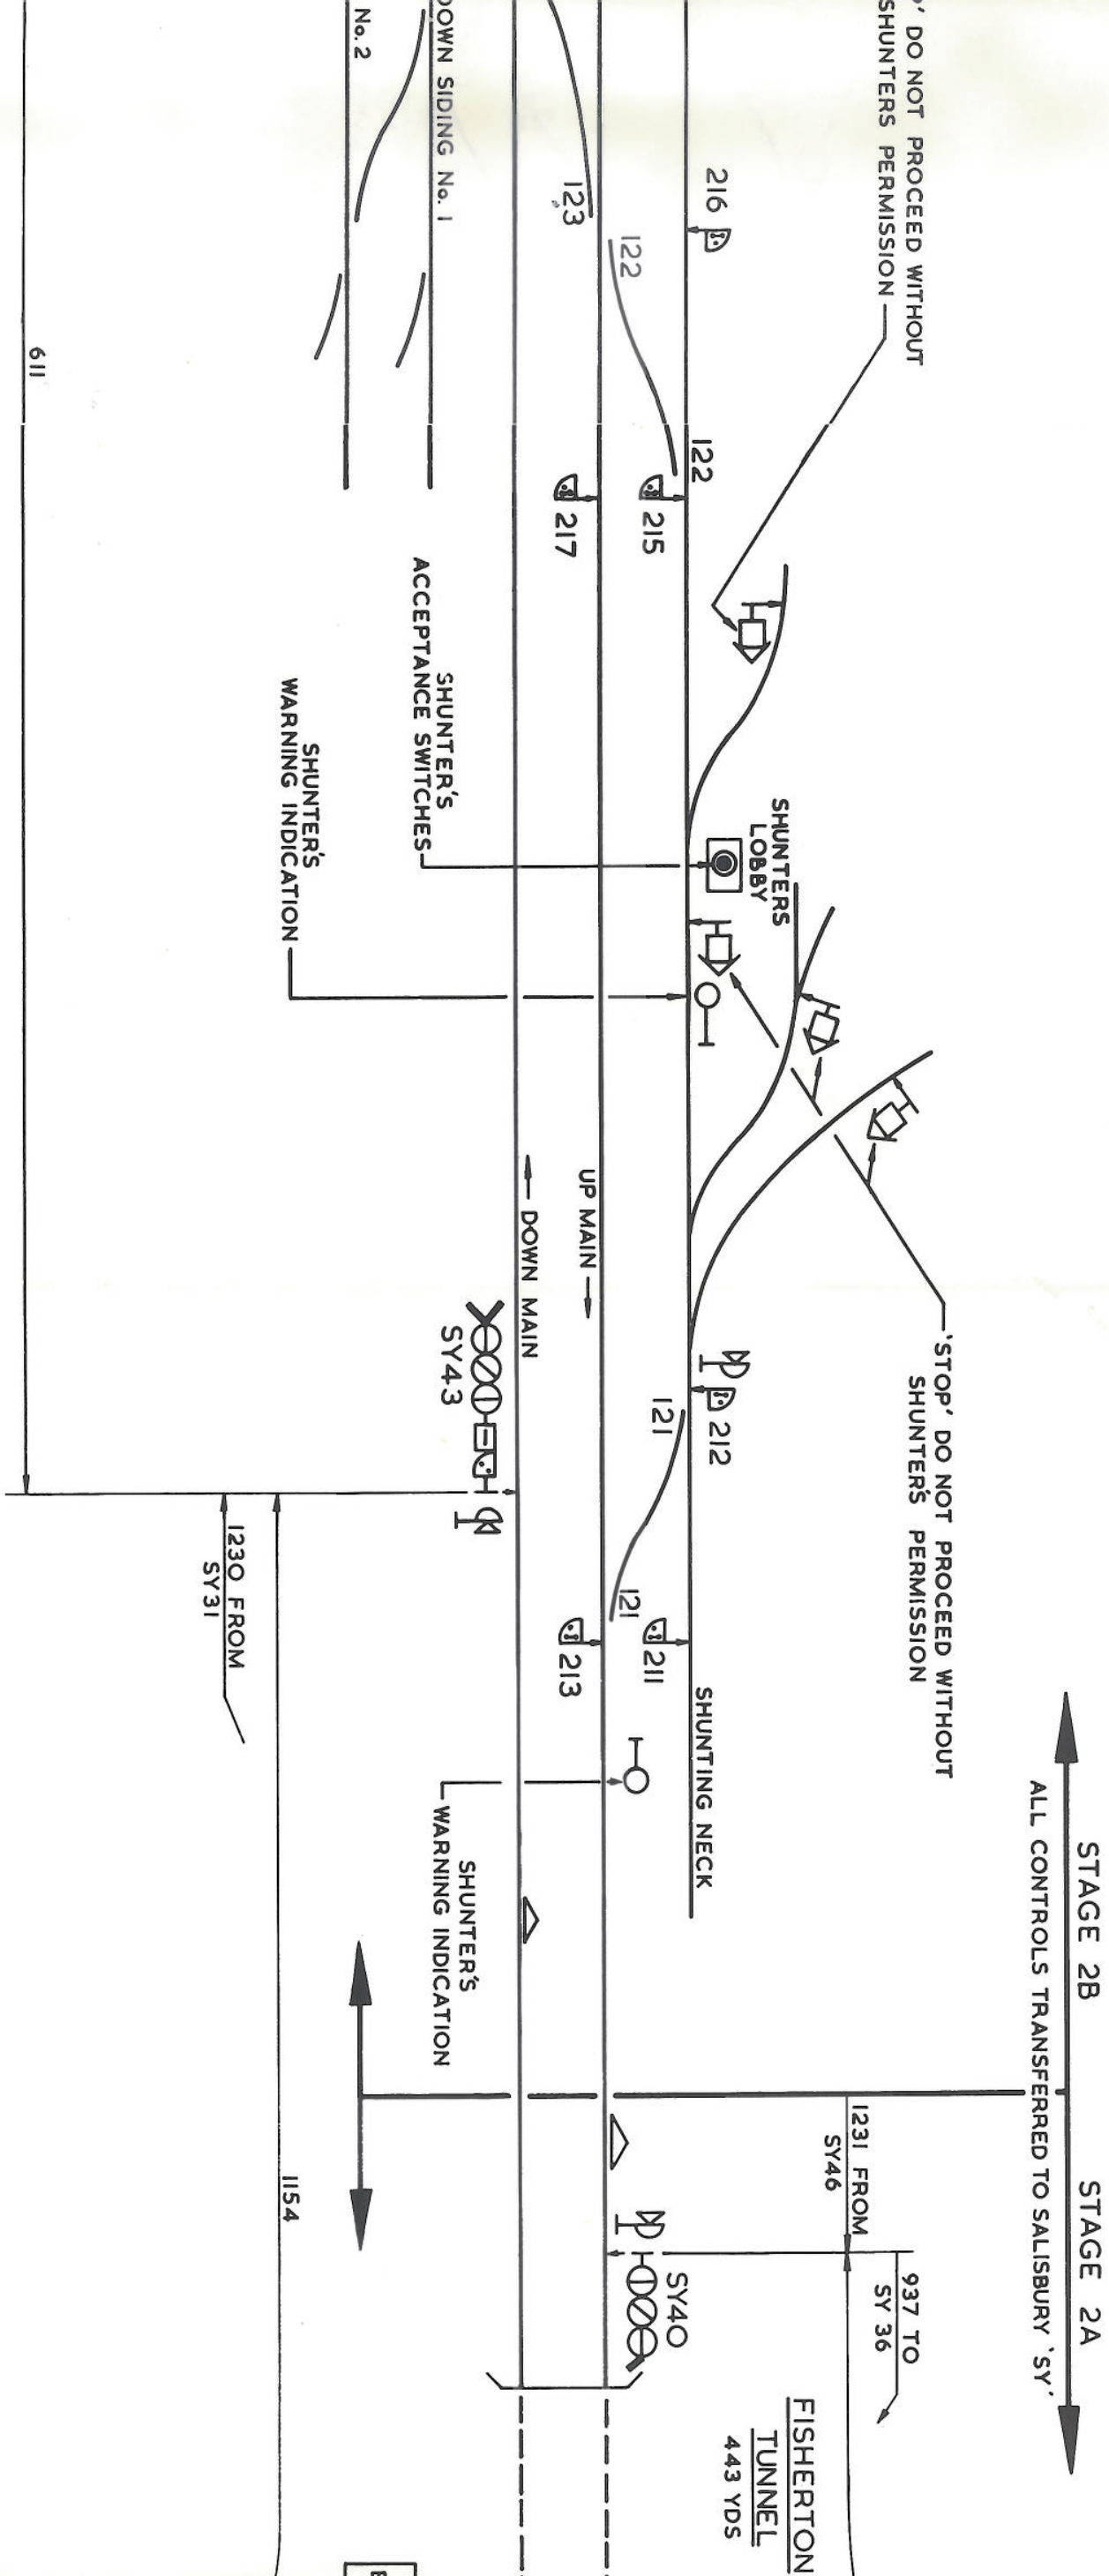 STAGE 2B
STAGE 2A
ALL CONTROLS TRANSFERRED TO SALISBURY 'SY'
' DO NOT PROCEED WITHOUT
SHUNTERS PERMISSION
'STOP' DO NOT PROCEED WITHOUT
SHUNTER'S PERMISSION
1231 FROM
SY46
937 TO
SY 36
FISHERTON
TUNNEL
443 YDS
SHUNTERS
LOBBY
216
122
122
123
215
217
212
121
121
211
213
SHUNTING NECK
SY40
UP MAIN
DOWN MAIN
SY43
DOWN SIDING No. 1
No. 2
SHUNTER'S
ACCEPTANCE SWITCHES
SHUNTER'S
WARNING INDICATION
SHUNTER'S
WARNING INDICATION
1230 FROM
SY31
1154
611